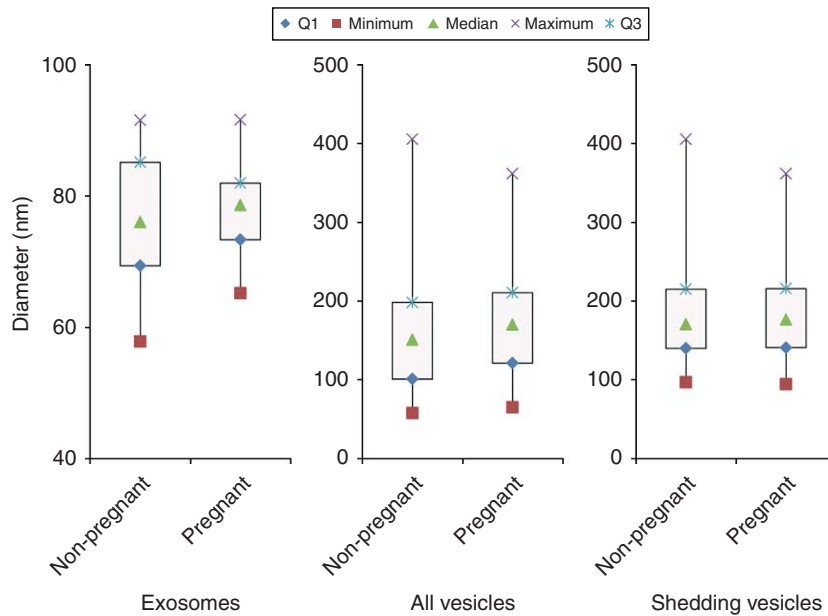 Q1 Minimum Median Maximum Q3
Diameter (nm)
100
80
60
40
Non-pregnant
Pregnant
Exosomes
500
400
300
200
100
0
Non-pregnant
Pregnant
All vesicles
500
400
300
200
100
0
Non-pregnant
Pregnant
Shedding vesicles